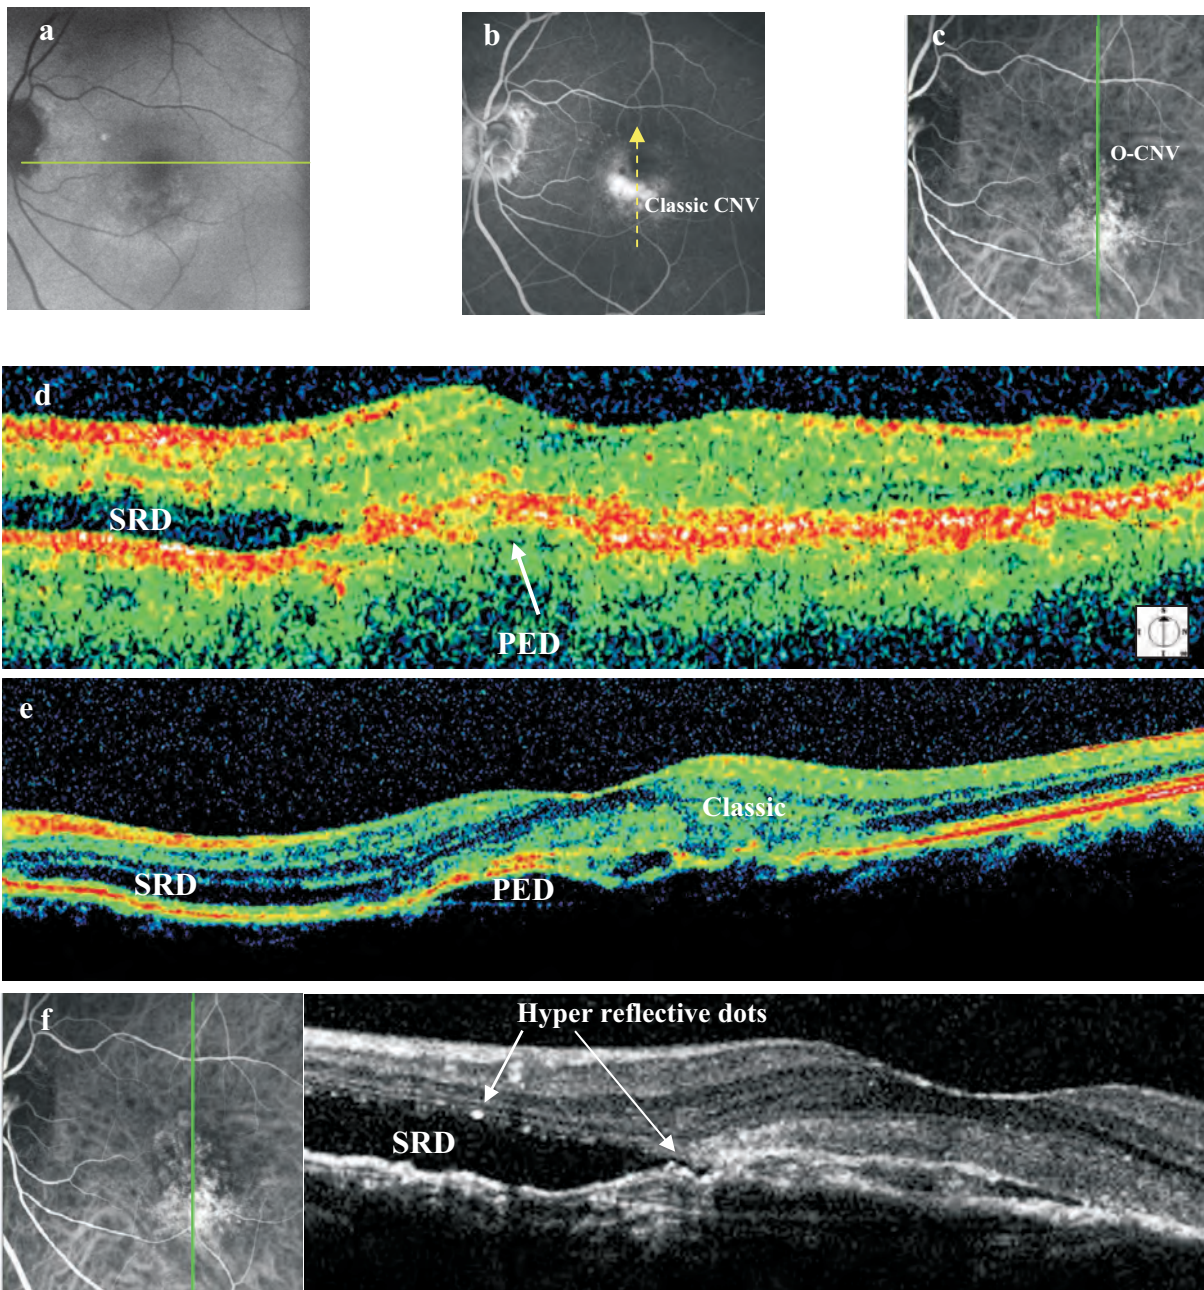 a
b
c
Classic CNV
O-CNV
d
SRD
PED
e
Classic
SRD
PED
f
Hyper reflective dots
SRD